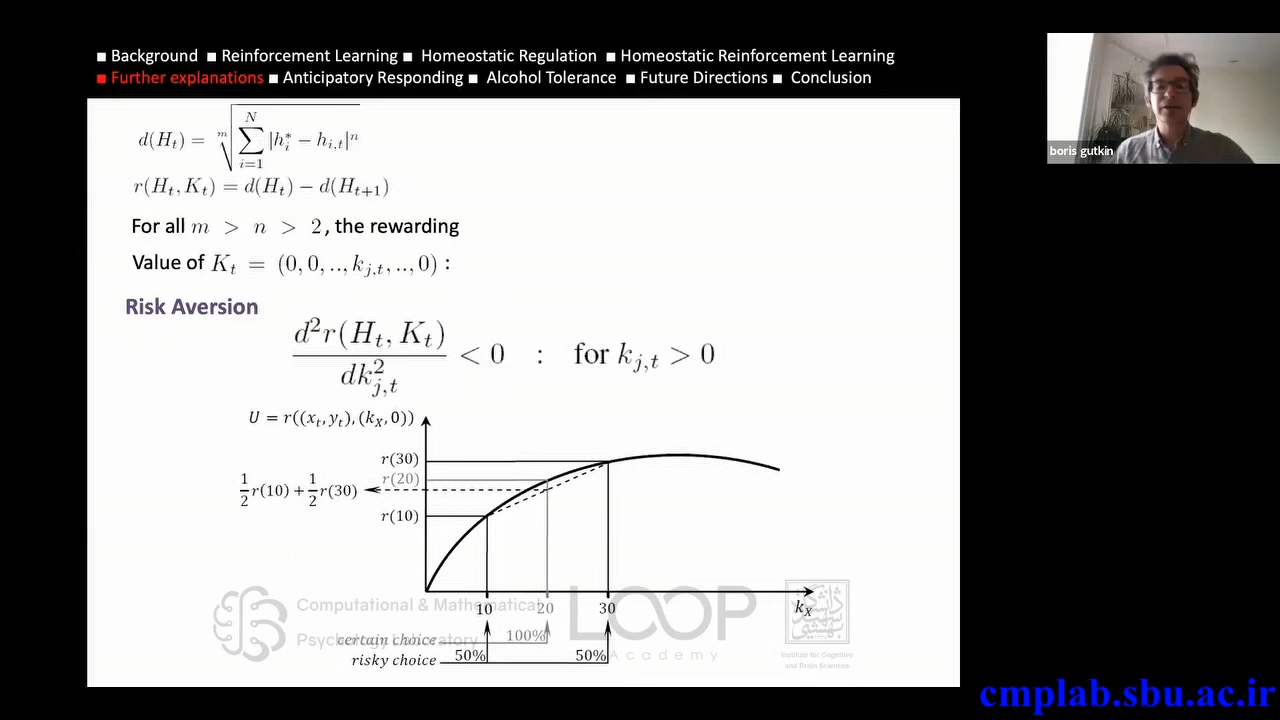 ■ Background ■ Reinforcement Learning ■ Homeostatic Regulation ■ Homeostatic Reinforcement Learning
■ Further explanations ■ Anticipatory Responding ■ Alcohol Tolerance ■ Future Directions ■ Conclusion
boris gutkin
d(H_t) = \sqrt[m]{\sum_{i=1}^{N} |h_i^* − h_{i,t}|^n}
r(H_t, K_t) = d(H_t) − d(H_{t+1})
For all m > n > 2, the rewarding
Value of K_t = (0, 0, .., k_{j,t}, .., 0) :
Risk Aversion
\frac{d^2 r(H_t, K_t)}{dk_{j,t}^2} < 0 : for k_{j,t} > 0
U = r((x_t, y_t), (k_X, 0))
r(30)
r(20)
\frac{1}{2}r(10) + \frac{1}{2}r(30)
r(10)
10 20 30 k_X
Computational & Mathematical
Psychology Laboratory
LOOP
Academy
Institute for Cognitive
and Brain Sciences
certain choice 100%
risky choice 50% 50%
cmplab.sbu.ac.ir